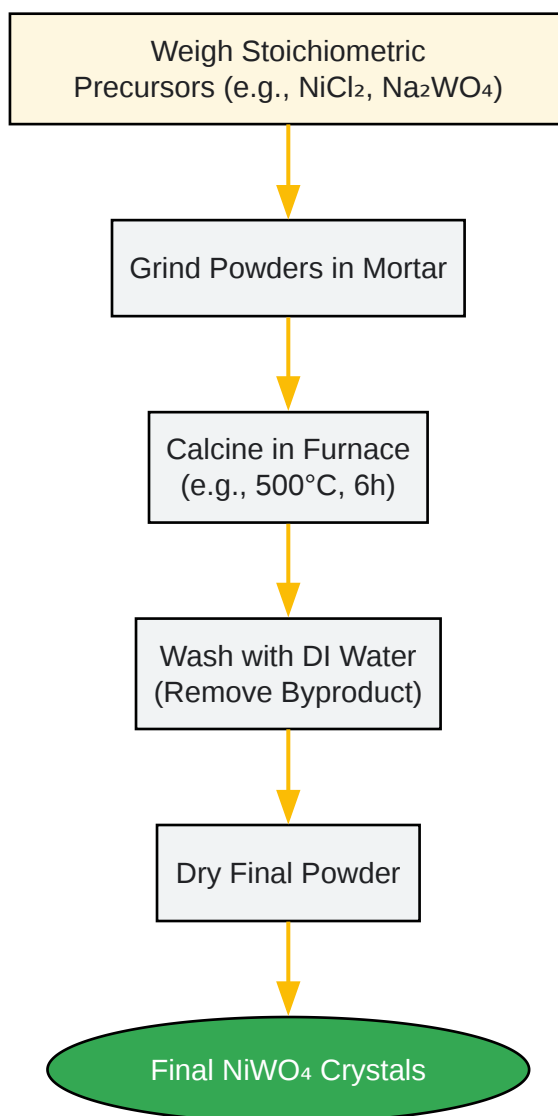 Weigh Stoichiometric
Precursors (e.g., NiCl₂, Na₂WO₄)
Grind Powders in Mortar
Calcine in Furnace
(e.g., 500°C, 6h)
Wash with DI Water
(Remove Byproduct)
Dry Final Powder
Final NiWO₄ Crystals